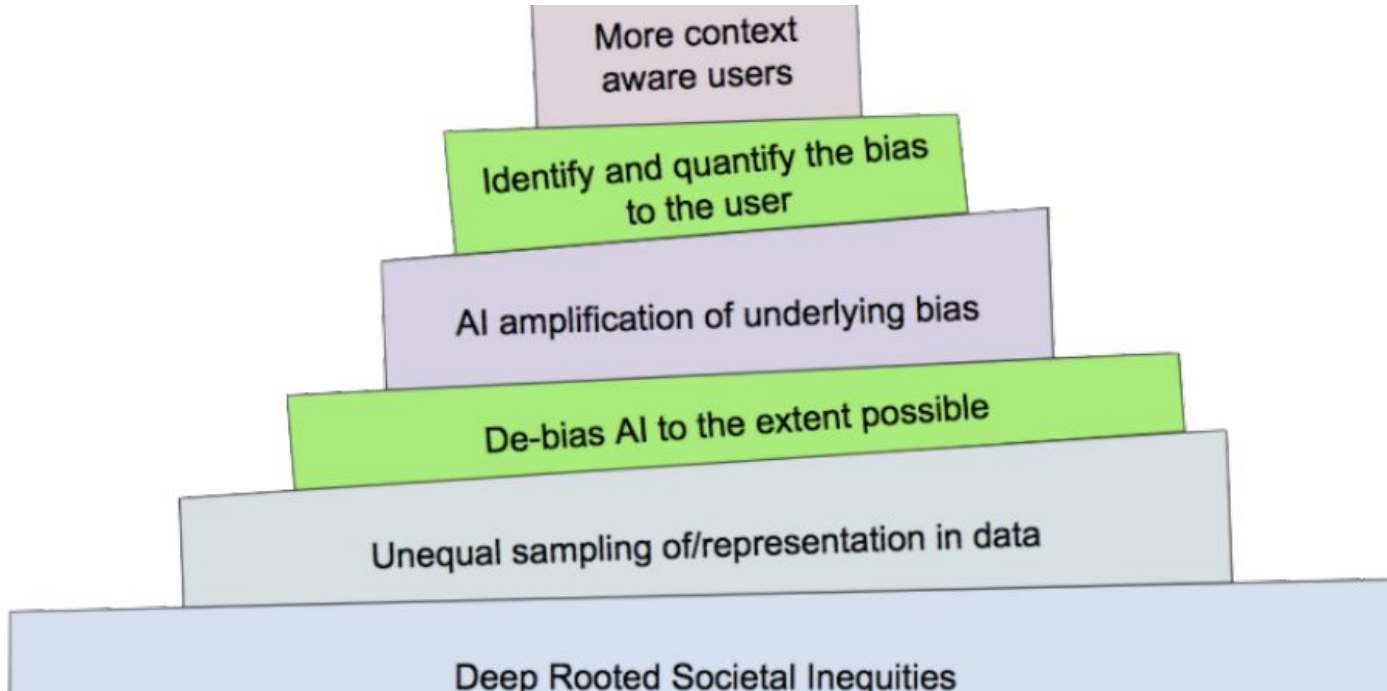 More context
aware users
Identify and quantify the bias
to the user
AI amplification of underlying bias
De-bias AI to the extent possible
Unequal sampling of/representation in data
Deep Rooted Societal Inequities